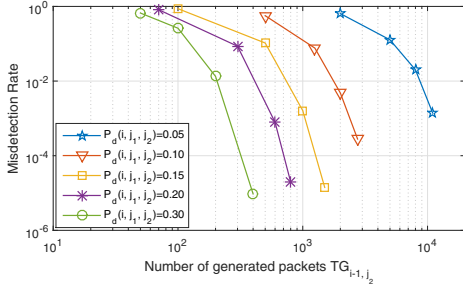 10^0
10^-2
10^-4
10^-6
Misdetection Rate
P_d(i, j_1, j_2)=0.05
P_d(i, j_1, j_2)=0.10
P_d(i, j_1, j_2)=0.15
P_d(i, j_1, j_2)=0.20
P_d(i, j_1, j_2)=0.30
10^1 10^2 10^3 10^4
Number of generated packets TG_{i-1, j_2}